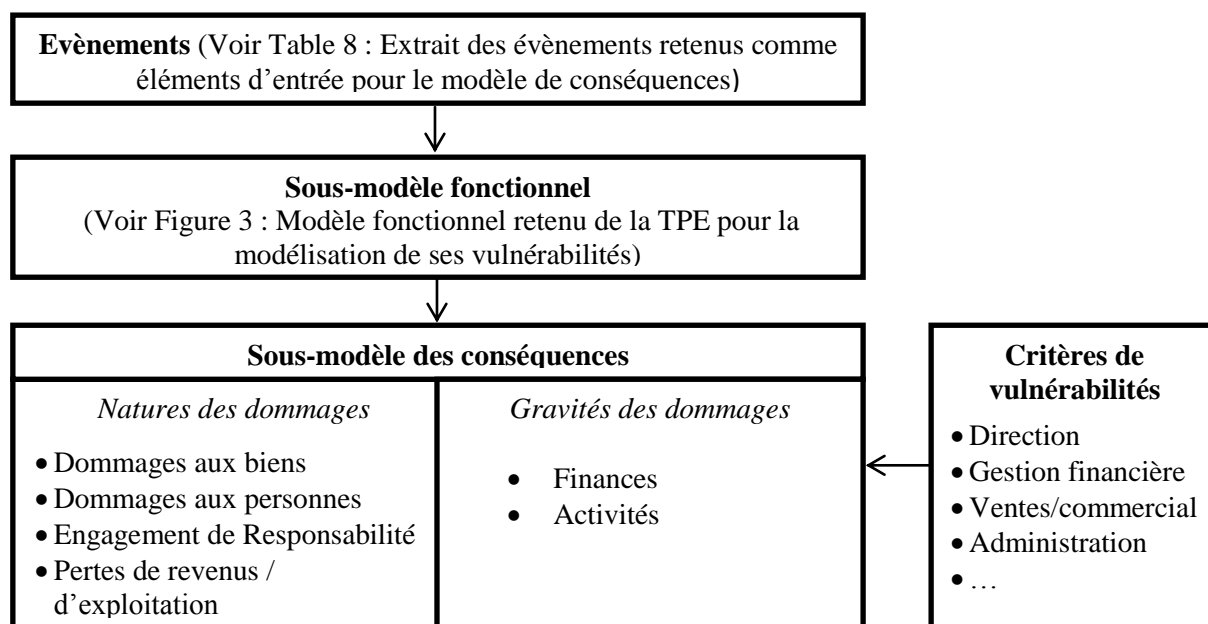 Evènements (Voir Table 8 : Extrait des évènements retenus comme
éléments d’entrée pour le modèle de conséquences)
Sous-modèle fonctionnel
(Voir Figure 3 : Modèle fonctionnel retenu de la TPE pour la
modélisation de ses vulnérabilités)
Sous-modèle des conséquences
Natures des dommages
• Dommages aux biens
• Dommages aux personnes
• Engagement de Responsabilité
• Pertes de revenus /
d’exploitation
Gravités des dommages
• Finances
• Activités
Critères de
vulnérabilités
• Direction
• Gestion financière
• Ventes/commercial
• Administration
• …